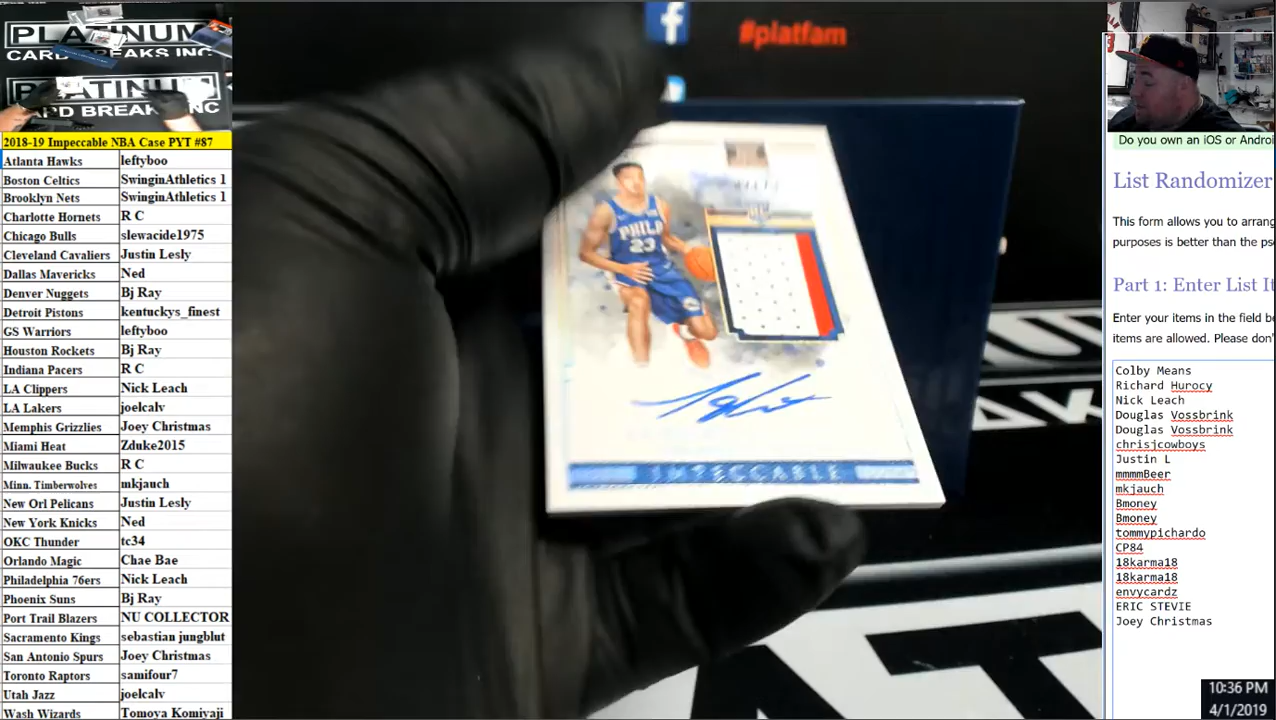 PLATINUM
CARD BREAKS INC
PLATINUM
CARD BREAKS INC
2018-19 Impeccable NBA Case PYT #87
Atlanta Hawks leftyboo
Boston Celtics SwinginAthletics 1
Brooklyn Nets SwinginAthletics 1
Charlotte Hornets R C
Chicago Bulls slewacide1975
Cleveland Cavaliers Justin Lesly
Dallas Mavericks Ned
Denver Nuggets Bj Ray
Detroit Pistons kentuckys_finest
GS Warriors leftyboo
Houston Rockets Bj Ray
Indiana Pacers R C
LA Clippers Nick Leach
LA Lakers joelcalv
Memphis Grizzlies Joey Christmas
Miami Heat Zduke2015
Milwaukee Bucks R C
Minn. Timberwolves mkjauch
New Orl Pelicans Justin Lesly
New York Knicks Ned
OKC Thunder tc34
Orlando Magic Chae Bae
Philadelphia 76ers Nick Leach
Phoenix Suns Bj Ray
Port Trail Blazers NU COLLECTOR
Sacramento Kings sebastian jungblut
San Antonio Spurs Joey Christmas
Toronto Raptors samifour7
Utah Jazz joelcalv
Wash Wizards Tomoya Komiyaji
f
#platfam
PHILA
23
IMPECCABLE
Do you own an iOS or Androi
List Randomizer
This form allows you to arrang
purposes is better than the pse
Part 1: Enter List It
Enter your items in the field be
items are allowed. Please don'
Colby Means
Richard Hurocy
Nick Leach
Douglas Vossbrink
Douglas Vossbrink
chrisjcowboys
Justin L
mmmmBeer
mkjauch
Bmoney
Bmoney
tommypichardo
CP84
18karma18
18karma18
envycardz
ERIC STEVIE
Joey Christmas
10:36 PM
4/1/2019